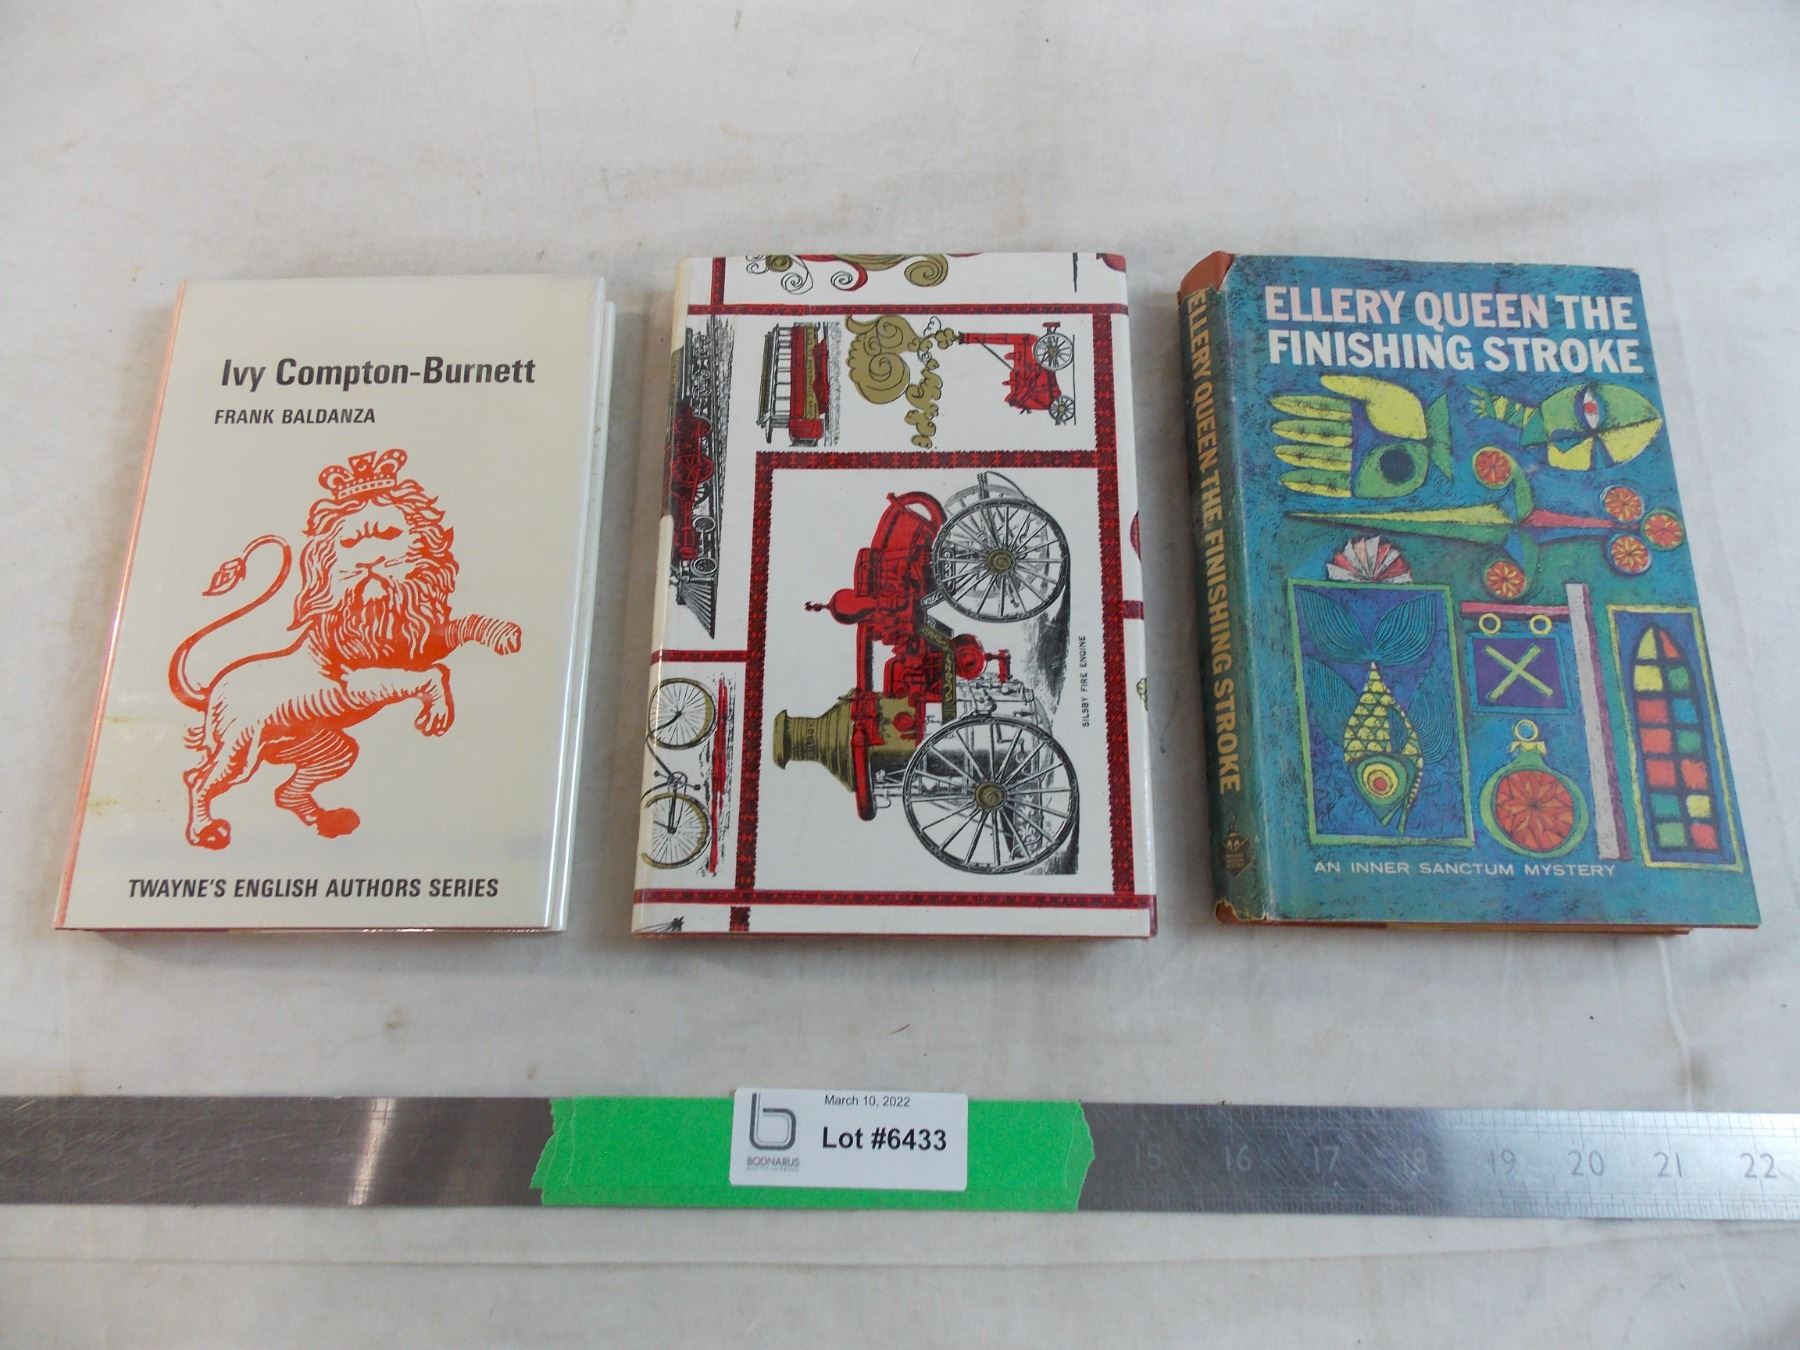 Ivy Compton-Burnett
FRANK BALDANZA
TWAYNE'S ENGLISH AUTHORS SERIES
SILSBY FIRE ENGINE
ELLERY QUEEN THE FINISHING STROKE
ELLERY QUEEN THE
FINISHING STROKE
AN INNER SANCTUM MYSTERY
March 10, 2022
Lot #6433
BODNARUS
AUCTIONEERING
15 16 17 18 19 20 21 22